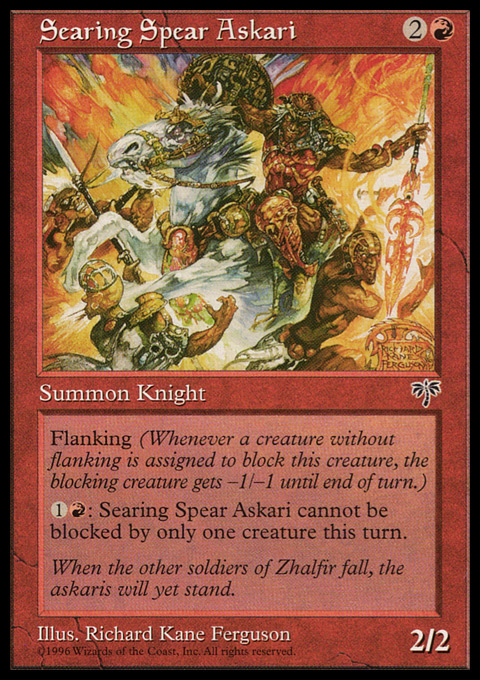 Searing Spear Askari 2
RICHARD
KANE
FERGUSON
Summon Knight
Flanking (Whenever a creature without
flanking is assigned to block this creature, the
blocking creature gets –1/–1 until end of turn.)
1 : Searing Spear Askari cannot be
blocked by only one creature this turn.
When the other soldiers of Zhalfir fall, the
askaris will yet stand.
Illus. Richard Kane Ferguson
©1996 Wizards of the Coast, Inc. All rights reserved.
2/2